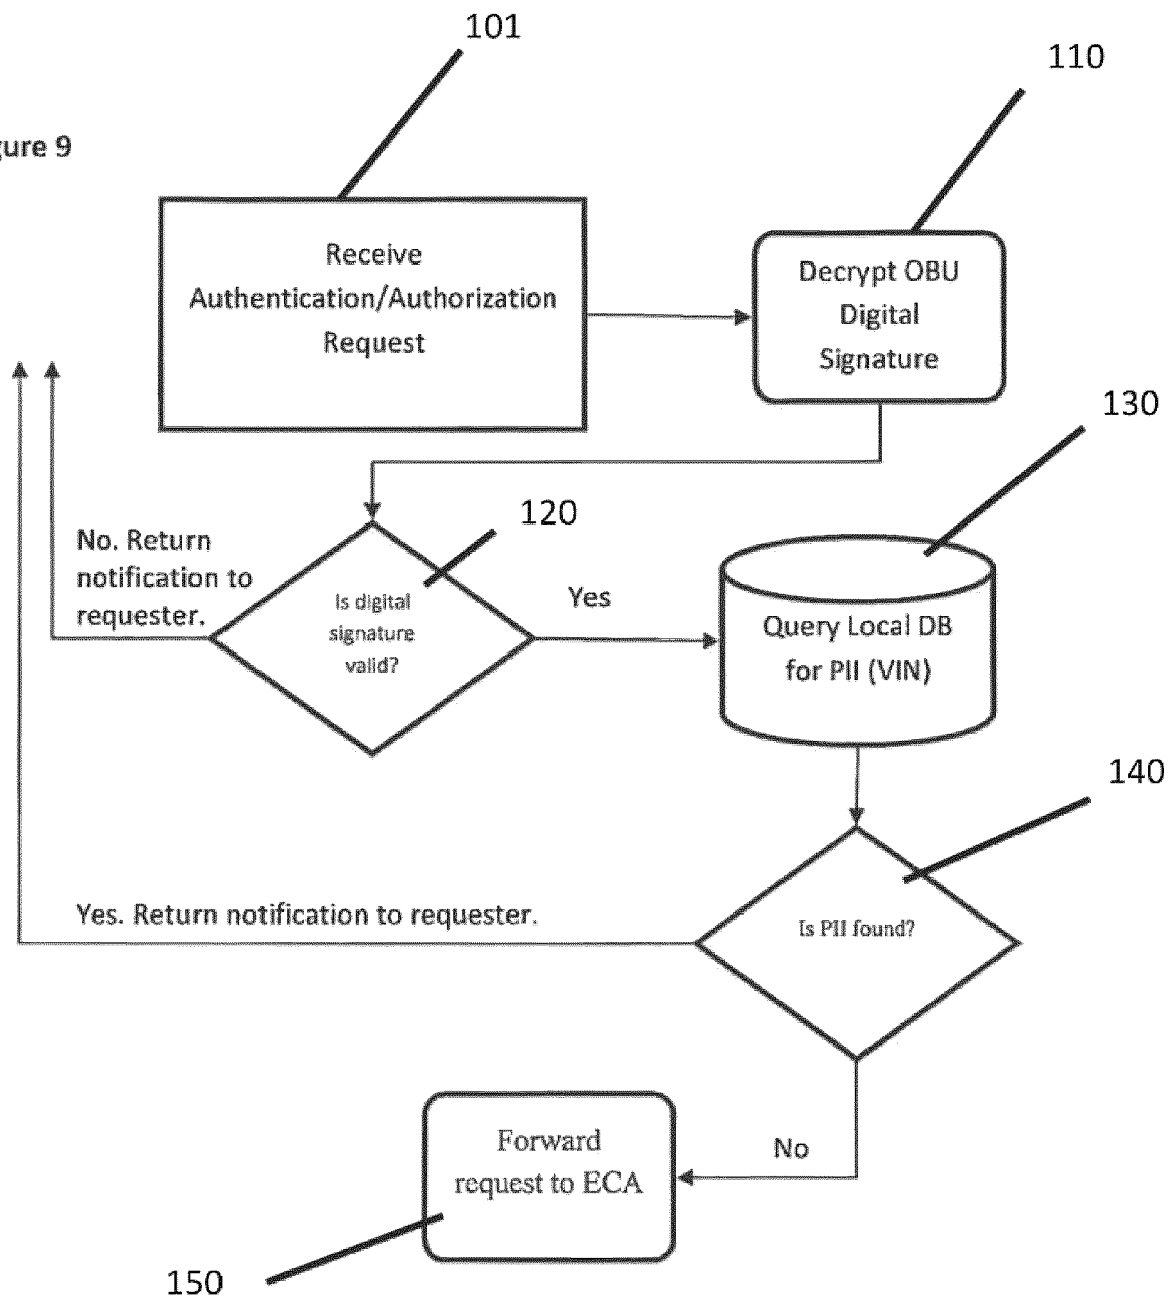 101
110
gure 9
Receive
Authentication/Authorization
Request
Decrypt OBU
Digital
Signature
130
120
No. Return
notification to
requester.
Is digital
signature
valid?
Yes
Query Local DB
for PII (VIN)
140
Yes. Return notification to requester.
Is PII found?
Forward
request to ECA
No
150